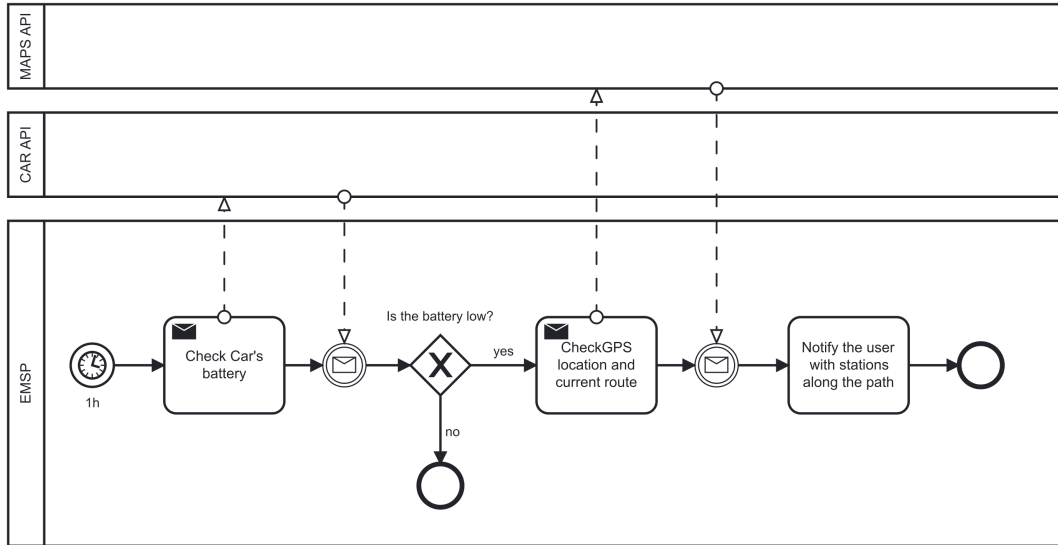 MAPS API
CAR API
EMSP
1h
Check Car's
battery
Is the battery low?
yes
no
CheckGPS
location and
current route
Notify the user
with stations
along the path